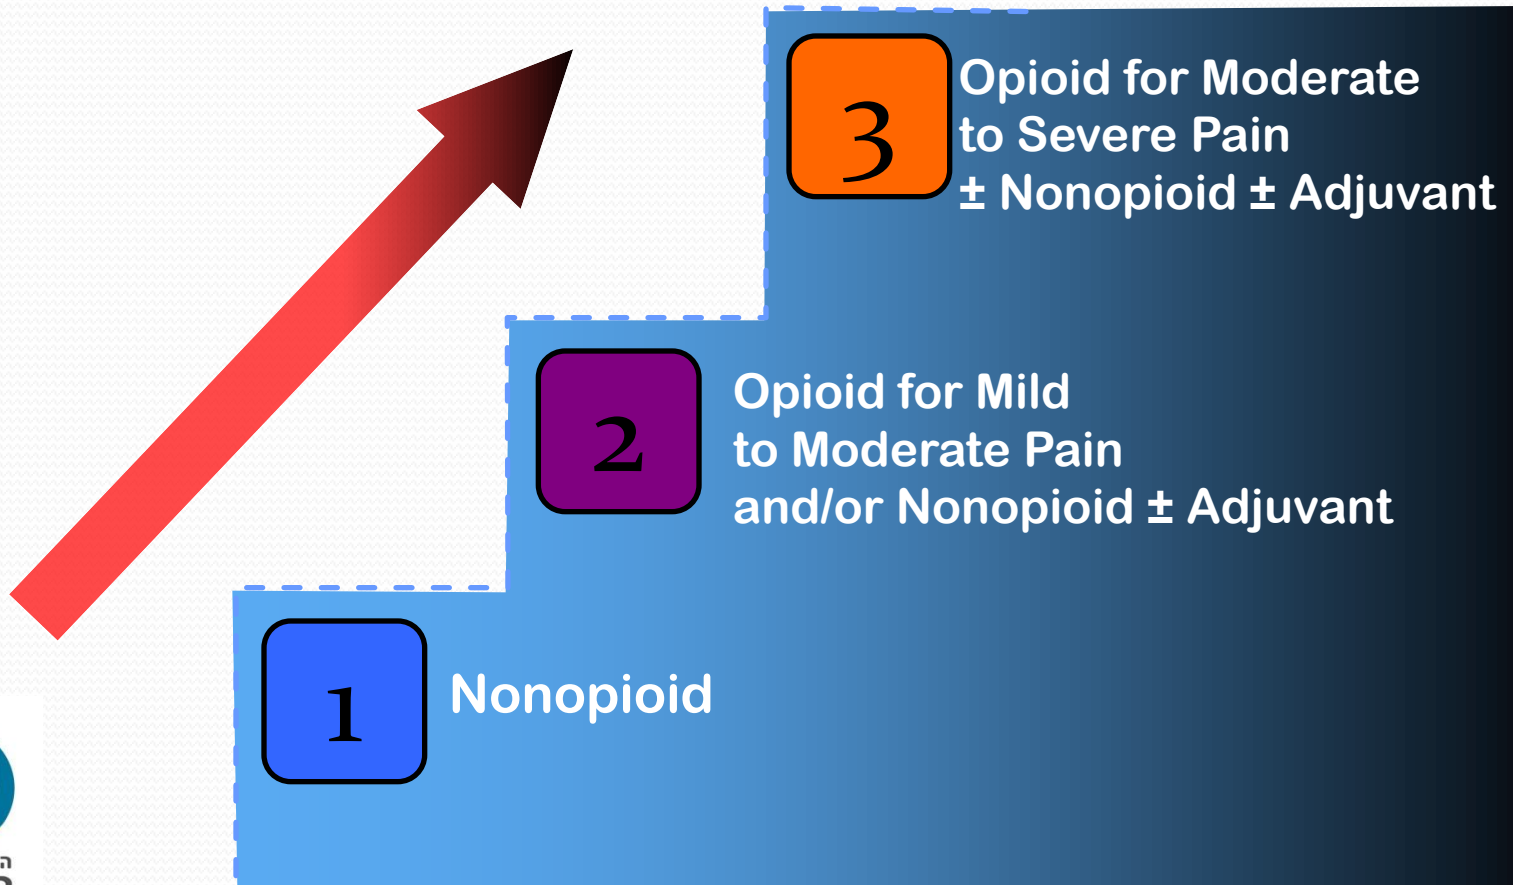 3
Opioid for Moderate
to Severe Pain
± Nonopioid ± Adjuvant
2
Opioid for Mild
to Moderate Pain
and/or Nonopioid ± Adjuvant
1
Nonopioid